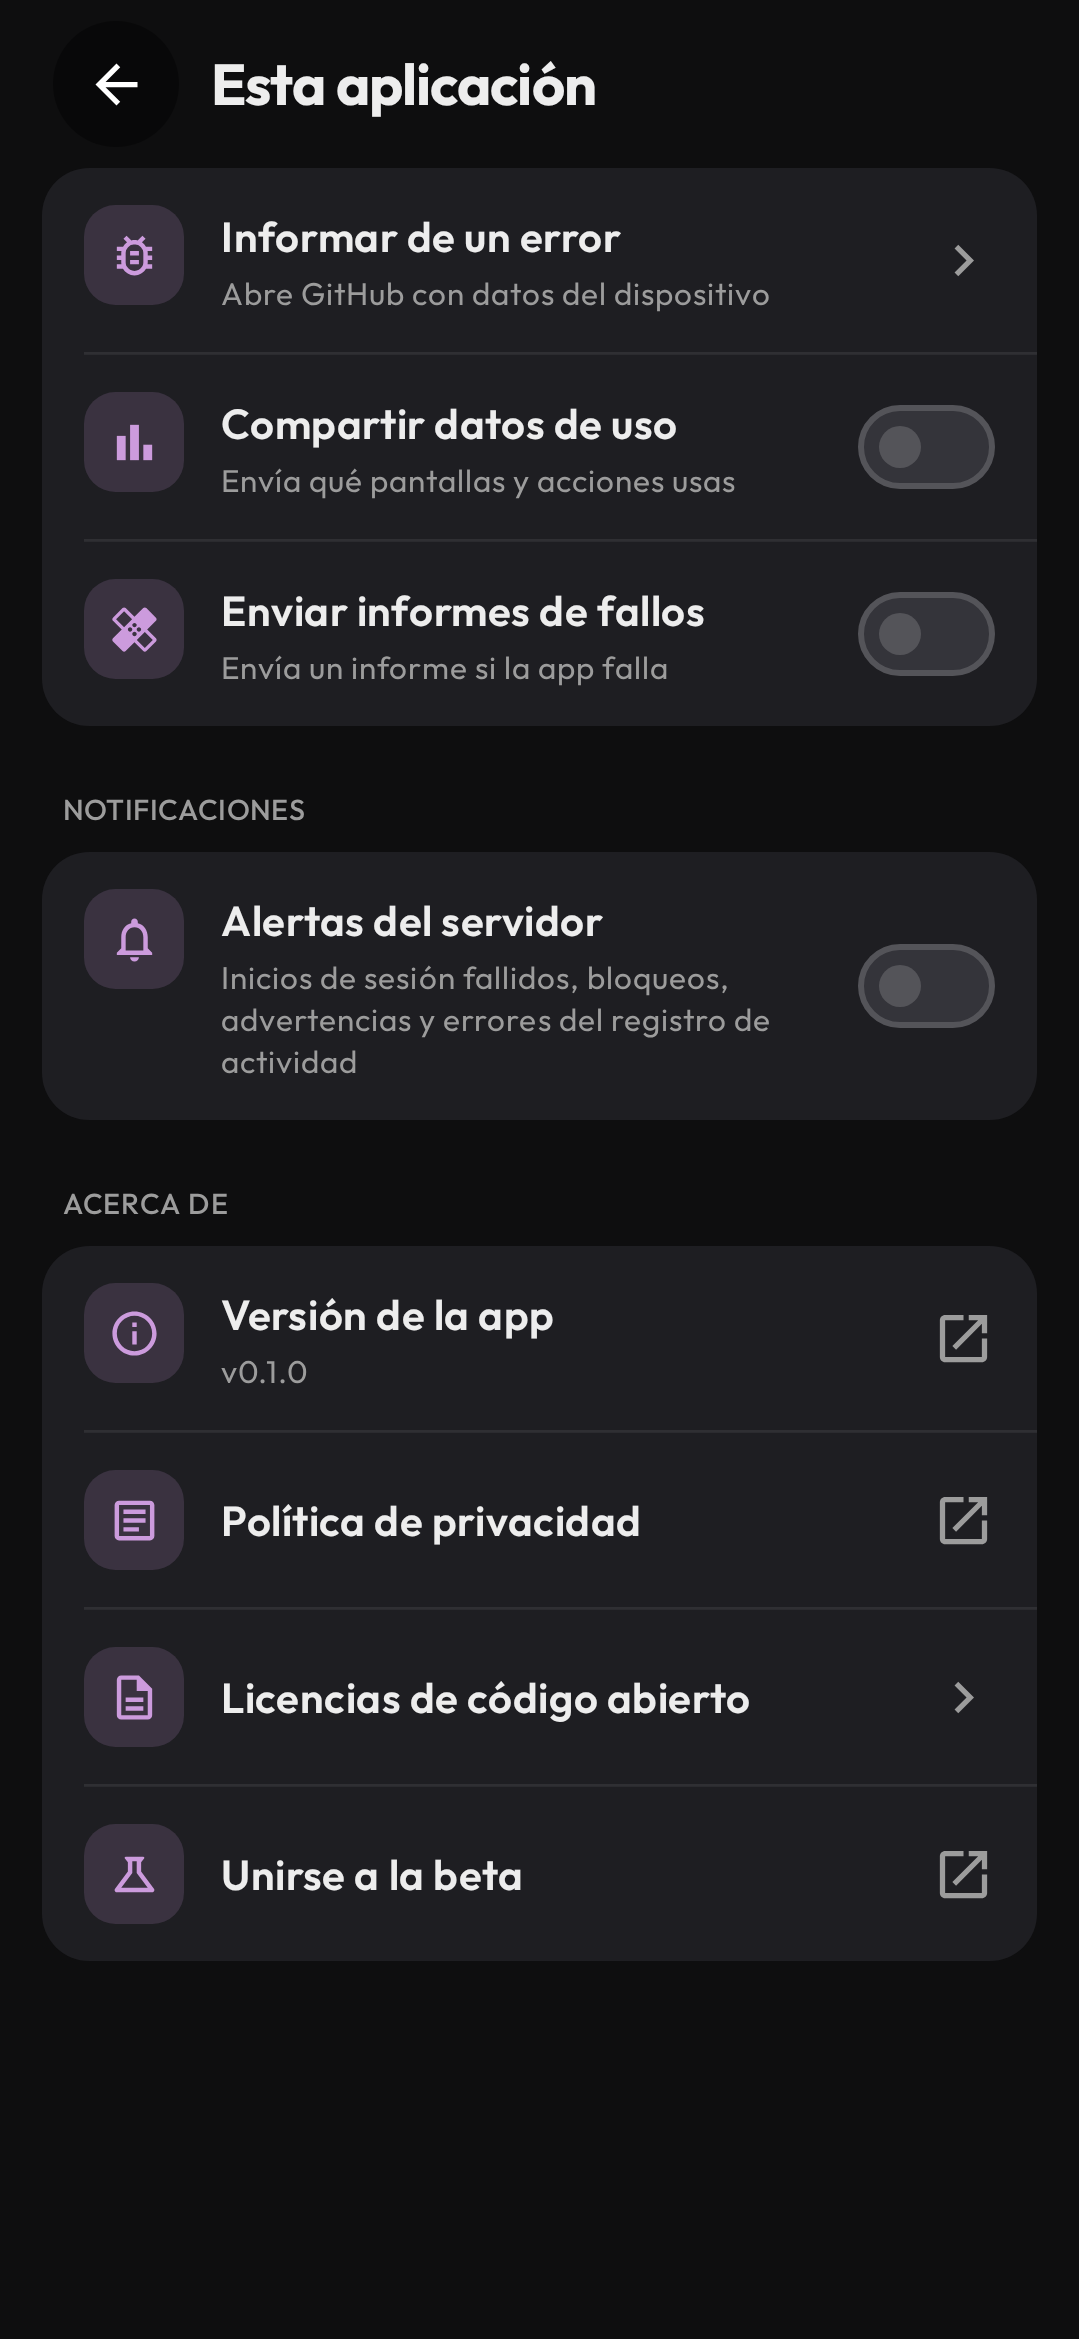 Esta aplicación
Informar de un error
Abre GitHub con datos del dispositivo
Compartir datos de uso
Envía qué pantallas y acciones usas
Enviar informes de fallos
Envía un informe si la app falla
NOTIFICACIONES
Alertas del servidor
Inicios de sesión fallidos, bloqueos,
advertencias y errores del registro de
actividad
ACERCA DE
Versión de la app
v0.1.0
Política de privacidad
Licencias de código abierto
Unirse a la beta